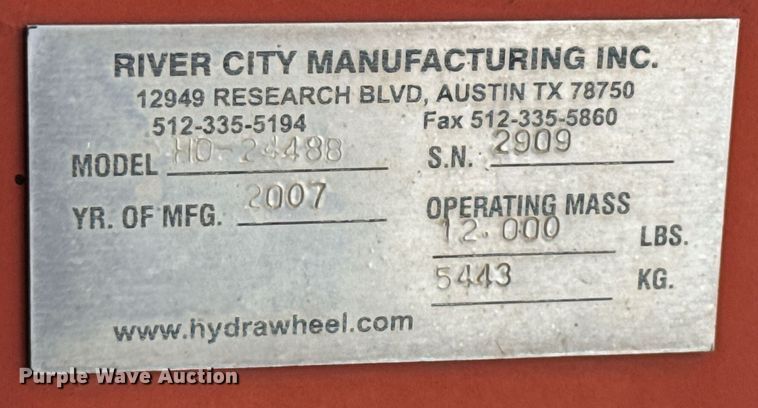 RIVER CITY MANUFACTURING INC.
12949 RESEARCH BLVD, AUSTIN TX 78750
512-335-5194 Fax 512-335-5860
MODEL HO-24488 S.N. 2909
YR. OF MFG. 2007 OPERATING MASS
12.000 LBS.
5443 KG.
www.hydrawheel.com
Purple Wave Auction